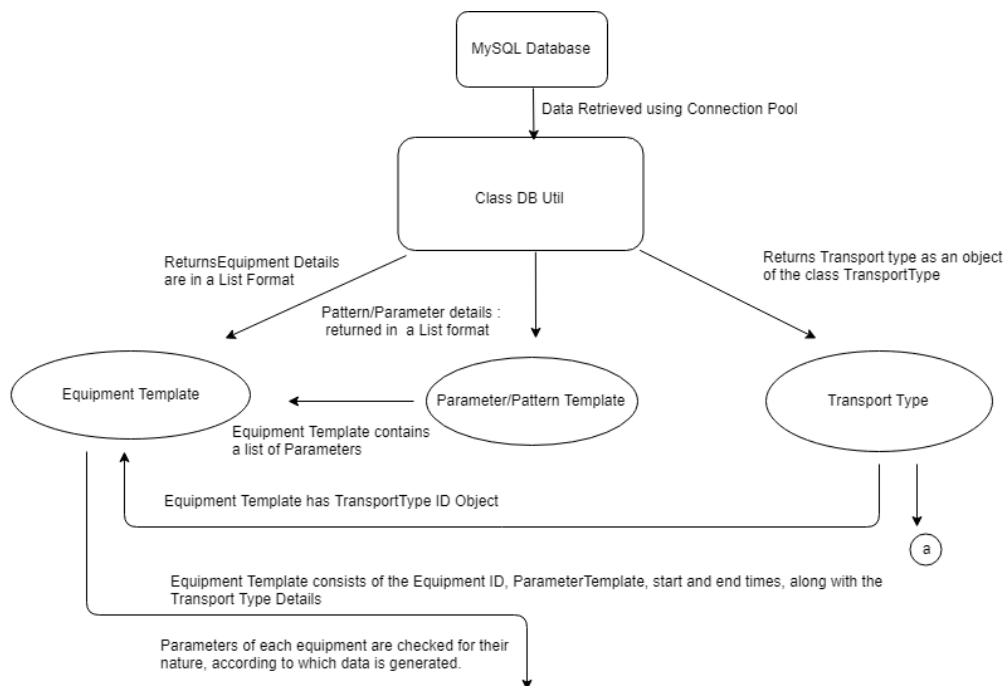 MySQL Database
Data Retrieved using Connection Pool
Class DB Util
ReturnsEquipment Details
are in a List Format
Pattern/Parameter details :
returned in a List format
Returns Transport type as an object
of the class TransportType
Equipment Template
Parameter/Pattern Template
Transport Type
Equipment Template contains
a list of Parameters
Equipment Template has TransportType ID Object
a
Equipment Template consists of the Equipment ID, ParameterTemplate, start and end times, along with the
Transport Type Details
Parameters of each equipment are checked for their
nature, according to which data is generated.